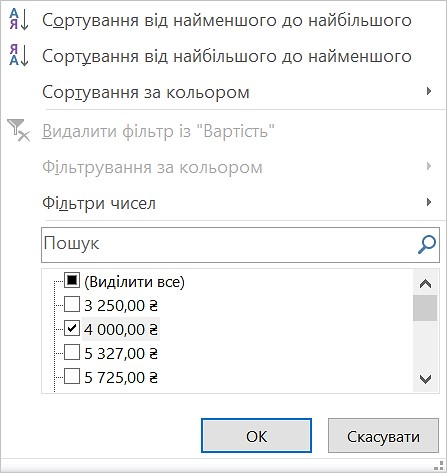 Сортування від найменшого до найбільшого
Сортування від найбільшого до найменшого
Сортування за кольором
Видалити фільтр із "Вартість"
Фільтрування за кольором
Фільтри чисел
Пошук
(Виділити все)
3 250,00 ₴
4 000,00 ₴
5 327,00 ₴
5 725,00 ₴
ОК Скасувати